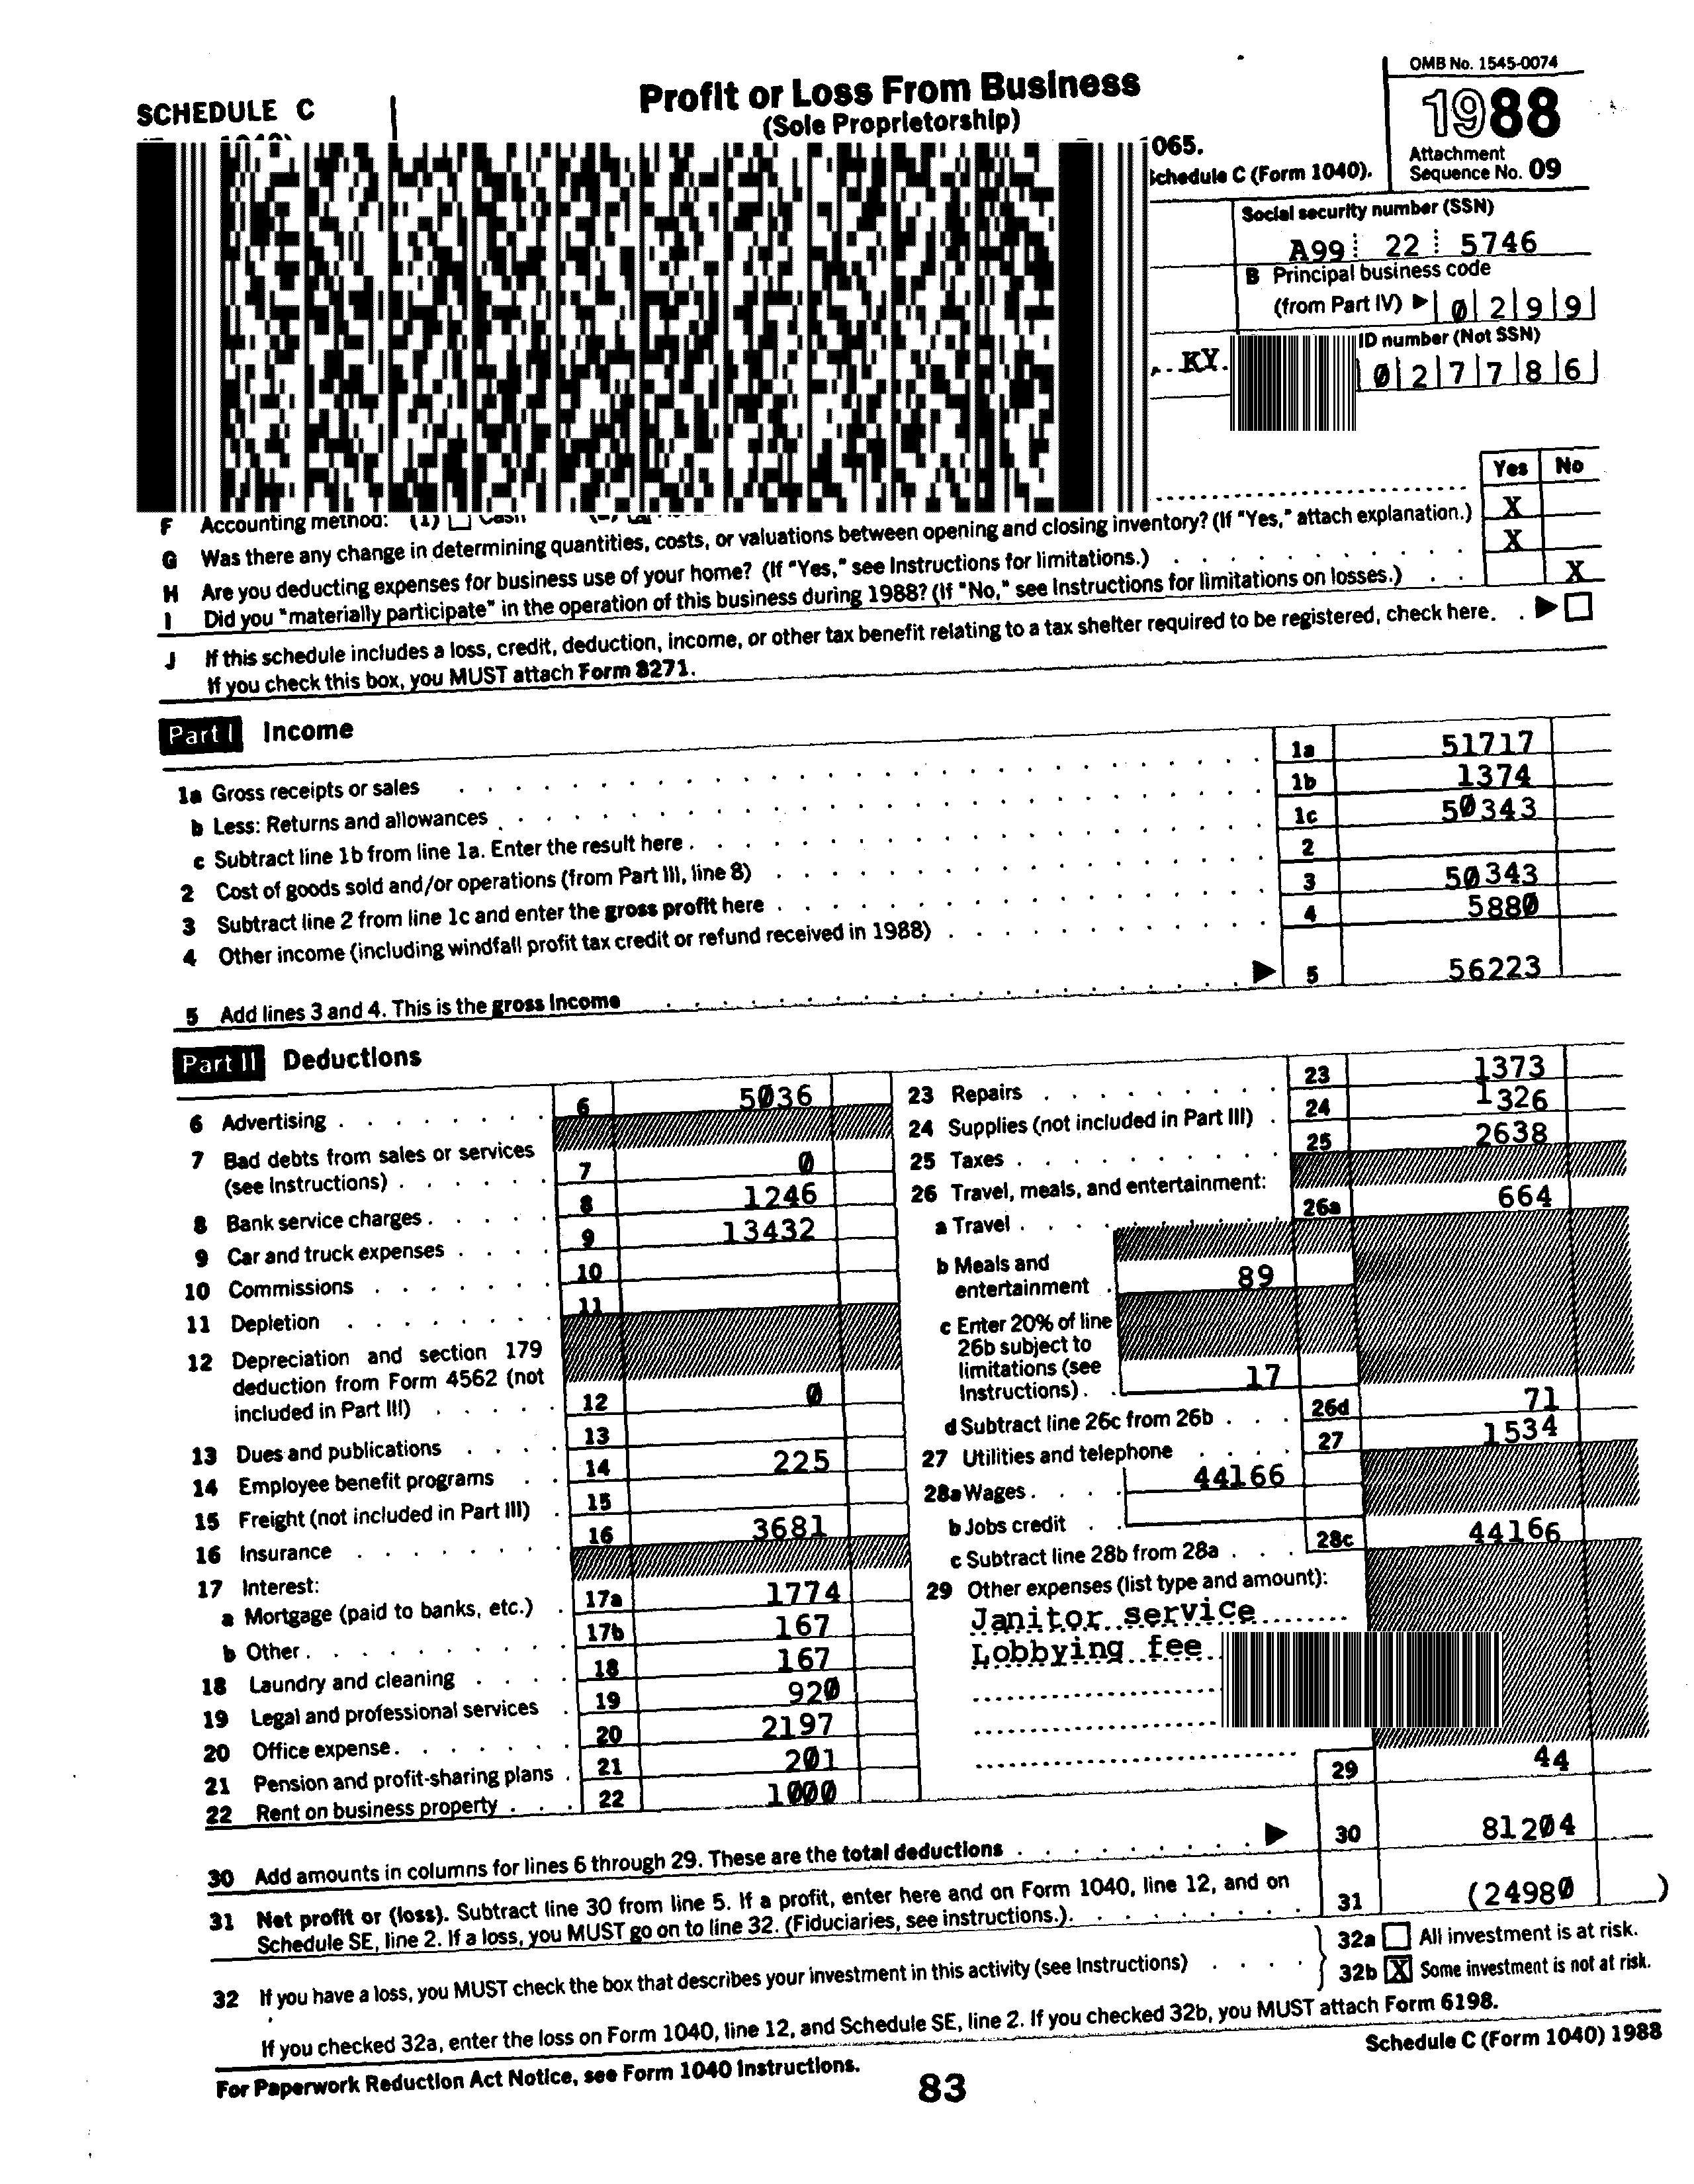 OMB No. 1545-0074
SCHEDULE C
Profit or Loss From Business
(Sole Proprietorship)
1988
Attachment
Sequence No. 09
1065.
Schedule C (Form 1040).
Social security number (SSN)
A99 22 5746
B Principal business code
(from Part IV) ▶ 0 2 9 9
ID number (Not SSN)
KY.
0 2 7 7 8 6
Yes No
F Accounting method: (1) Cash
G Was there any change in determining quantities, costs, or valuations between opening and closing inventory? (If "Yes," attach explanation.) X
H Are you deducting expenses for business use of your home? (If "Yes," see Instructions for limitations.) X
I Did you "materially participate" in the operation of this business during 1988? (If "No," see Instructions for limitations on losses.) X
J If this schedule includes a loss, credit, deduction, income, or other tax benefit relating to a tax shelter required to be registered, check here. ▶ ☐
If you check this box, you MUST attach Form 8271.
Part I Income
1a Gross receipts or sales 1a 51717
b Less: Returns and allowances 1b 1374
c Subtract line 1b from line 1a. Enter the result here 1c 50343
2 Cost of goods sold and/or operations (from Part III, line 8) 2
3 Subtract line 2 from line 1c and enter the gross profit here 3 50343
4 Other income (including windfall profit tax credit or refund received in 1988) 4 5880
5 Add lines 3 and 4. This is the gross income ▶ 5 56223
Part II Deductions
6 Advertising 6 5036
7 Bad debts from sales or services
(see Instructions) 7 0
8 Bank service charges 8 1246
9 Car and truck expenses 9 13432
10 Commissions 10
11 Depletion 11
12 Depreciation and section 179
deduction from Form 4562 (not
included in Part III) 12 0
13 Dues and publications 13
14 Employee benefit programs 14 225
15 Freight (not included in Part III) 15
16 Insurance 16 3681
17 Interest:
a Mortgage (paid to banks, etc.) 17a 1774
b Other 17b 167
18 Laundry and cleaning 18 167
19 Legal and professional services 19 920
20 Office expense 20 2197
21 Pension and profit-sharing plans 21 201
22 Rent on business property 22 1000
23 Repairs 23 1373
24 Supplies (not included in Part III) 24 1326
25 Taxes 25 2638
26 Travel, meals, and entertainment:
a Travel 26a 664
b Meals and
entertainment 89
c Enter 20% of line
26b subject to
limitations (see
Instructions) 17
d Subtract line 26c from 26b 26d 71
27 Utilities and telephone 27 1534
28a Wages 44166
b Jobs credit
c Subtract line 28b from 28a 28c 44166
29 Other expenses (list type and amount):
Janitor service
Lobbying fee
29 44
30 Add amounts in columns for lines 6 through 29. These are the total deductions ▶ 30 81204
31 Net profit or (loss). Subtract line 30 from line 5. If a profit, enter here and on Form 1040, line 12, and on
Schedule SE, line 2. If a loss, you MUST go on to line 32. (Fiduciaries, see instructions.) 31 (24980 )
32 If you have a loss, you MUST check the box that describes your investment in this activity (see Instructions)
32a ☐ All investment is at risk.
32b ☒ Some investment is not at risk.
If you checked 32a, enter the loss on Form 1040, line 12, and Schedule SE, line 2. If you checked 32b, you MUST attach Form 6198.
For Paperwork Reduction Act Notice, see Form 1040 Instructions.
Schedule C (Form 1040) 1988
83